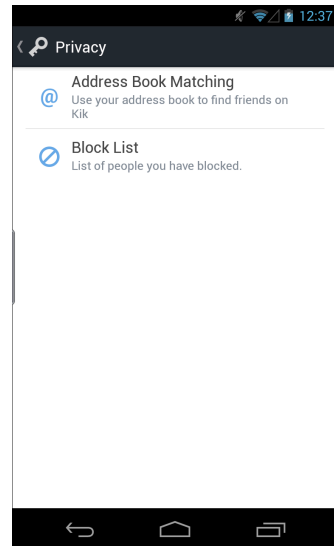 12:37
Privacy
Address Book Matching
Use your address book to find friends on
Kik
Block List
List of people you have blocked.